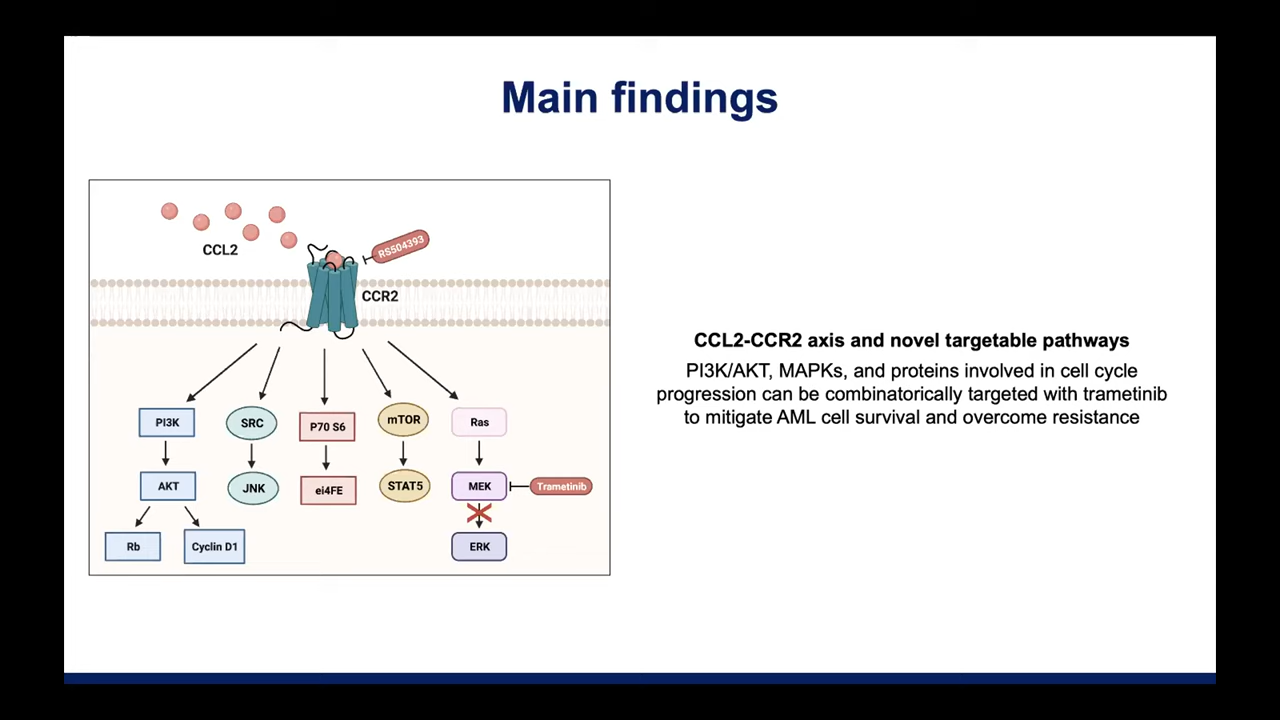 Main findings
CCL2
RS504393
CCR2
PI3K
SRC
P70 S6
mTOR
Ras
AKT
JNK
ei4FE
STAT5
MEK
Trametinib
Rb
Cyclin D1
ERK
CCL2-CCR2 axis and novel targetable pathways
PI3K/AKT, MAPKs, and proteins involved in cell cycle
progression can be combinatorically targeted with trametinib
to mitigate AML cell survival and overcome resistance